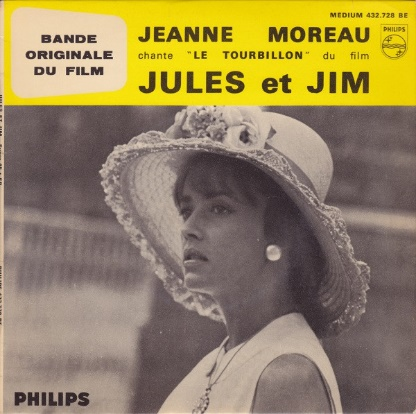 MEDIUM 432.728 BE
BANDE
ORIGINALE
DU FILM
JEANNE MOREAU
chante "LE TOURBILLON" du film
JULES et JIM
PHILIPS
PHILIPS